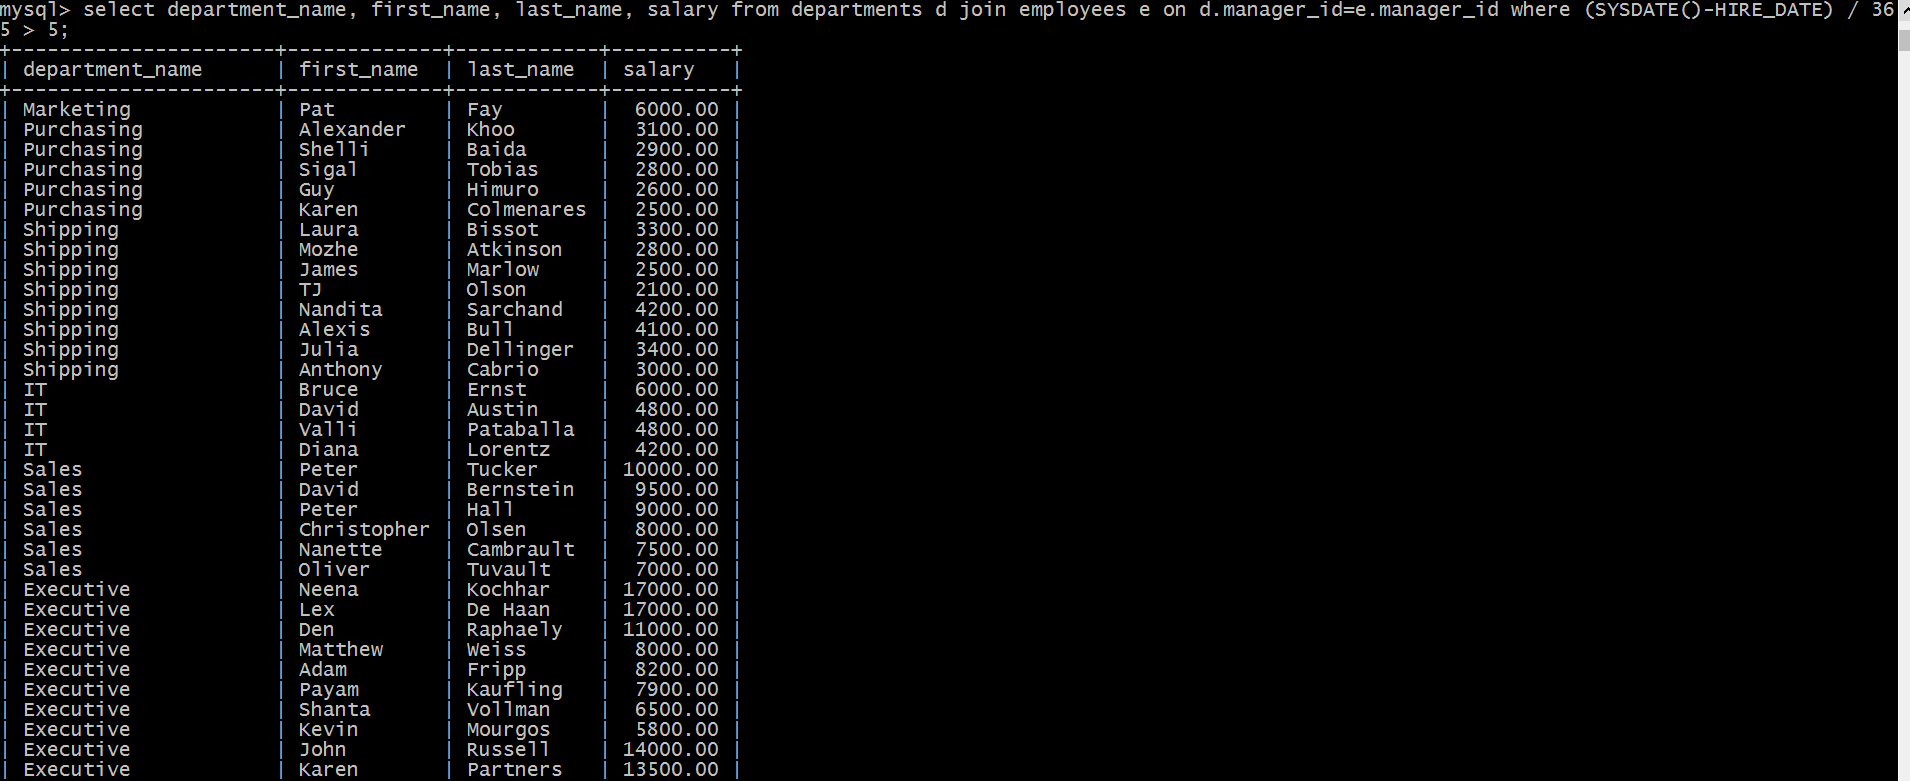 mysql> select department_name, first_name, last_name, salary from departments d join employees e on d.manager_id=e.manager_id where (SYSDATE()-HIRE_DATE) / 36
5 > 5;
+----------------------+-------------+------------+----------+
| department_name      | first_name  | last_name  | salary   |
+----------------------+-------------+------------+----------+
| Marketing            | Pat         | Fay        |  6000.00 |
| Purchasing           | Alexander   | Khoo       |  3100.00 |
| Purchasing           | Shelli      | Baida      |  2900.00 |
| Purchasing           | Sigal       | Tobias     |  2800.00 |
| Purchasing           | Guy         | Himuro     |  2600.00 |
| Purchasing           | Karen       | Colmenares |  2500.00 |
| Shipping             | Laura       | Bissot     |  3300.00 |
| Shipping             | Mozhe       | Atkinson   |  2800.00 |
| Shipping             | James       | Marlow     |  2500.00 |
| Shipping             | TJ          | Olson      |  2100.00 |
| Shipping             | Nandita     | Sarchand   |  4200.00 |
| Shipping             | Alexis      | Bull       |  4100.00 |
| Shipping             | Julia       | Dellinger  |  3400.00 |
| Shipping             | Anthony     | Cabrio     |  3000.00 |
| IT                   | Bruce       | Ernst      |  6000.00 |
| IT                   | David       | Austin     |  4800.00 |
| IT                   | Valli       | Pataballa  |  4800.00 |
| IT                   | Diana       | Lorentz    |  4200.00 |
| Sales                | Peter       | Tucker     | 10000.00 |
| Sales                | David       | Bernstein  |  9500.00 |
| Sales                | Peter       | Hall       |  9000.00 |
| Sales                | Christopher | Olsen      |  8000.00 |
| Sales                | Nanette     | Cambrault  |  7500.00 |
| Sales                | Oliver      | Tuvault    |  7000.00 |
| Executive            | Neena       | Kochhar    | 17000.00 |
| Executive            | Lex         | De Haan    | 17000.00 |
| Executive            | Den         | Raphaely   | 11000.00 |
| Executive            | Matthew     | Weiss      |  8000.00 |
| Executive            | Adam        | Fripp      |  8200.00 |
| Executive            | Payam       | Kaufling   |  7900.00 |
| Executive            | Shanta      | Vollman    |  6500.00 |
| Executive            | Kevin       | Mourgos    |  5800.00 |
| Executive            | John        | Russell    | 14000.00 |
| Executive            | Karen       | Partners   | 13500.00 |